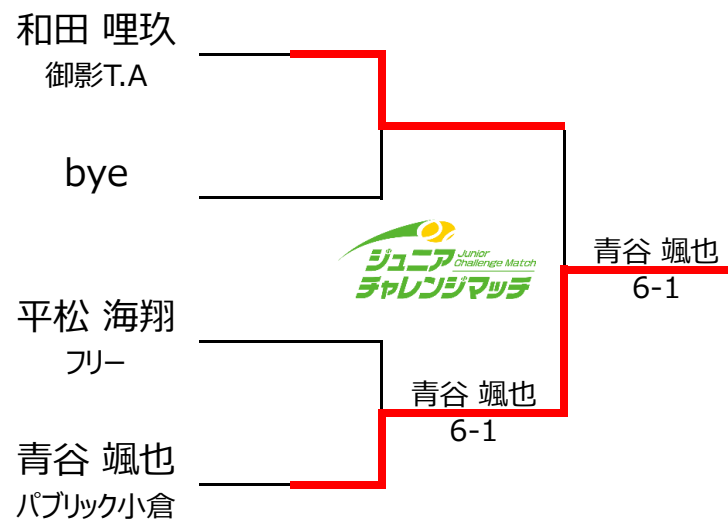 和田 哩玖
御影T.A
bye
ジュニア Junior
Challenge Match
チャレンジマッチ
青谷 颯也
6-1
平松 海翔
フリー
青谷 颯也
6-1
青谷 颯也
パブリック小倉